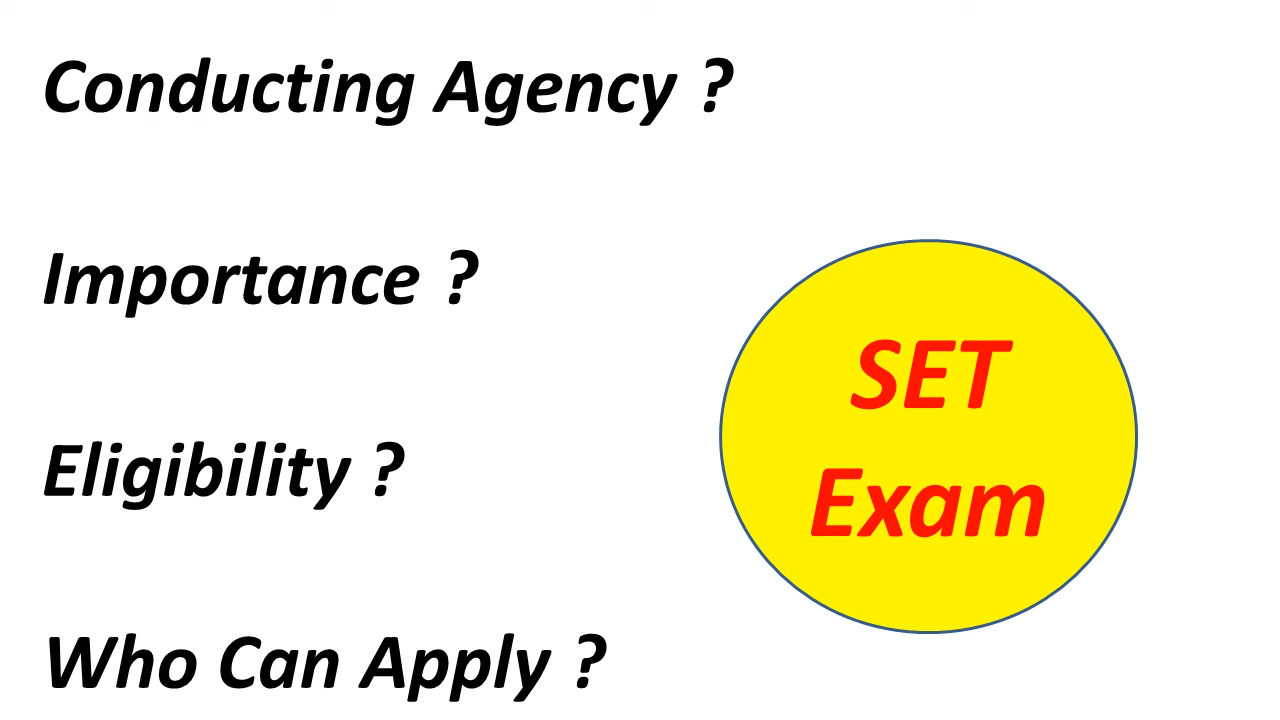 Conducting Agency ?
Importance ?
Eligibility ?
Who Can Apply ?
SET
Exam